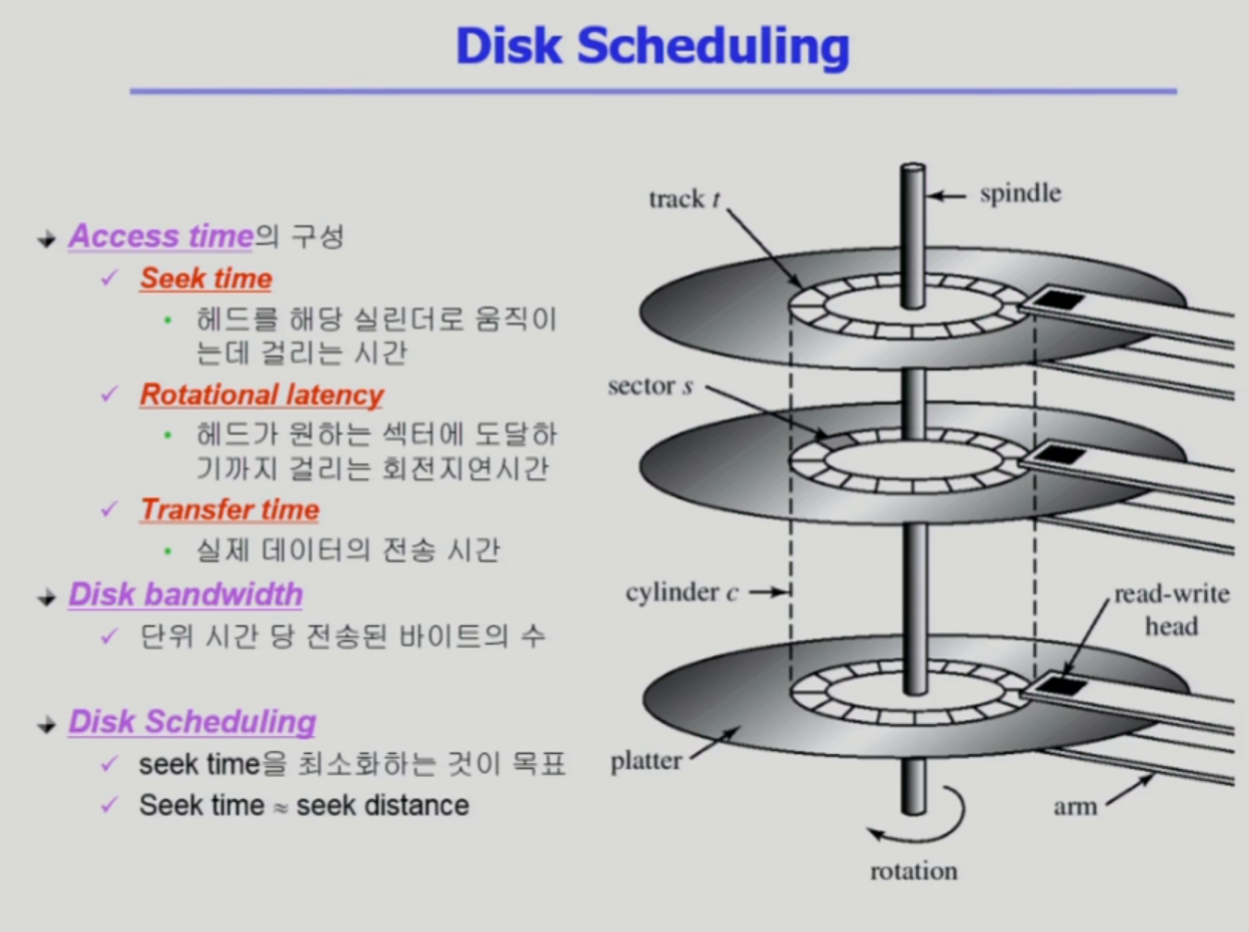 Disk Scheduling
Access time의 구성
Seek time
헤드를 해당 실린더로 움직이
는데 걸리는 시간
Rotational latency
헤드가 원하는 섹터에 도달하
기까지 걸리는 회전지연시간
Transfer time
실제 데이터의 전송 시간
Disk bandwidth
단위 시간 당 전송된 바이트의 수
Disk Scheduling
seek time을 최소화하는 것이 목표
Seek time ≈ seek distance
track t
spindle
sector s
cylinder c
read-write
head
platter
arm
rotation